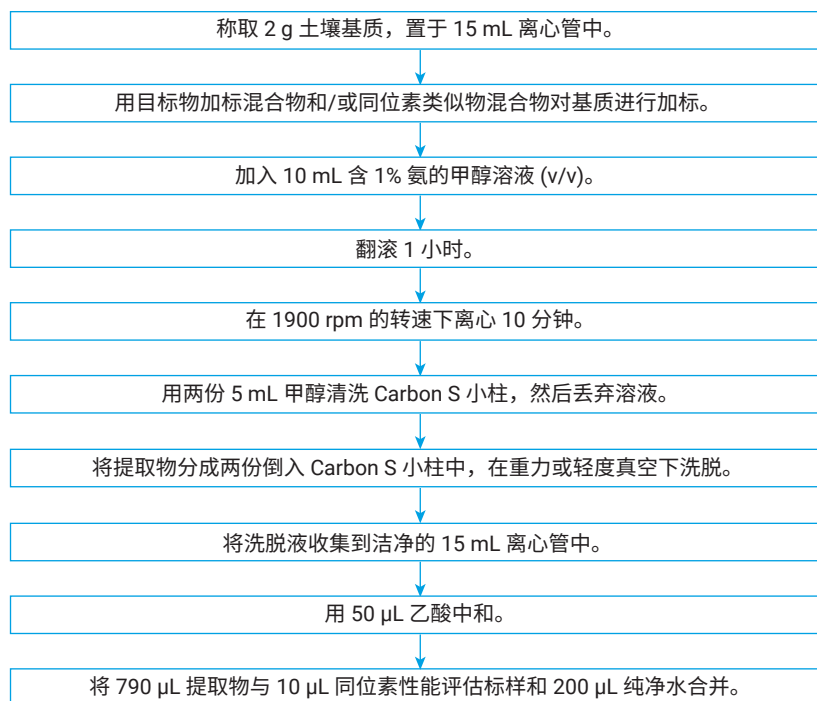 称取 2 g 土壤基质，置于 15 mL 离心管中。
用目标物加标混合物和/或同位素类似物混合物对基质进行加标。
加入 10 mL 含 1% 氨的甲醇溶液 (v/v)。
翻滚 1 小时。
在 1900 rpm 的转速下离心 10 分钟。
用两份 5 mL 甲醇清洗 Carbon S 小柱，然后丢弃溶液。
将提取物分成两份倒入 Carbon S 小柱中，在重力或轻度真空下洗脱。
将洗脱液收集到洁净的 15 mL 离心管中。
用 50 µL 乙酸中和。
将 790 µL 提取物与 10 µL 同位素性能评估标样和 200 µL 纯净水合并。